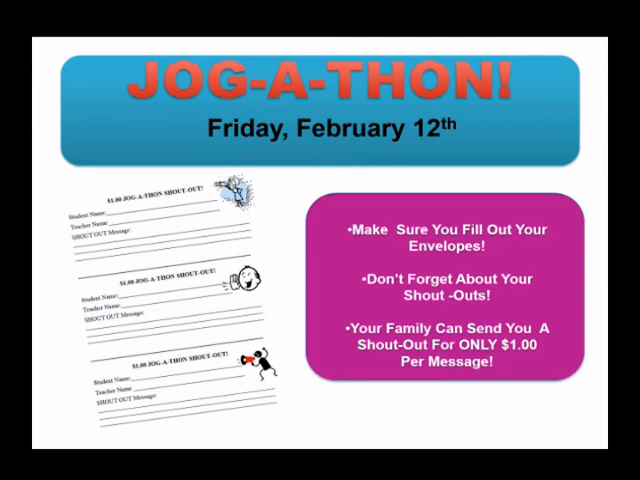 JOG-A-THON!
Friday, February 12th
$1.00 JOG-A-THON SHOUT-OUT!
Student Name:
Teacher Name:
SHOUT OUT Message:
$1.00 JOG-A-THON SHOUT-OUT!
Student Name:
Teacher Name:
SHOUT OUT Message:
$1.00 JOG-A-THON SHOUT-OUT!
Student Name:
Teacher Name
SHOUT OUT Message:
•Make Sure You Fill Out Your
Envelopes!
•Don't Forget About Your
Shout -Outs!
•Your Family Can Send You A
Shout-Out For ONLY $1.00
Per Message!